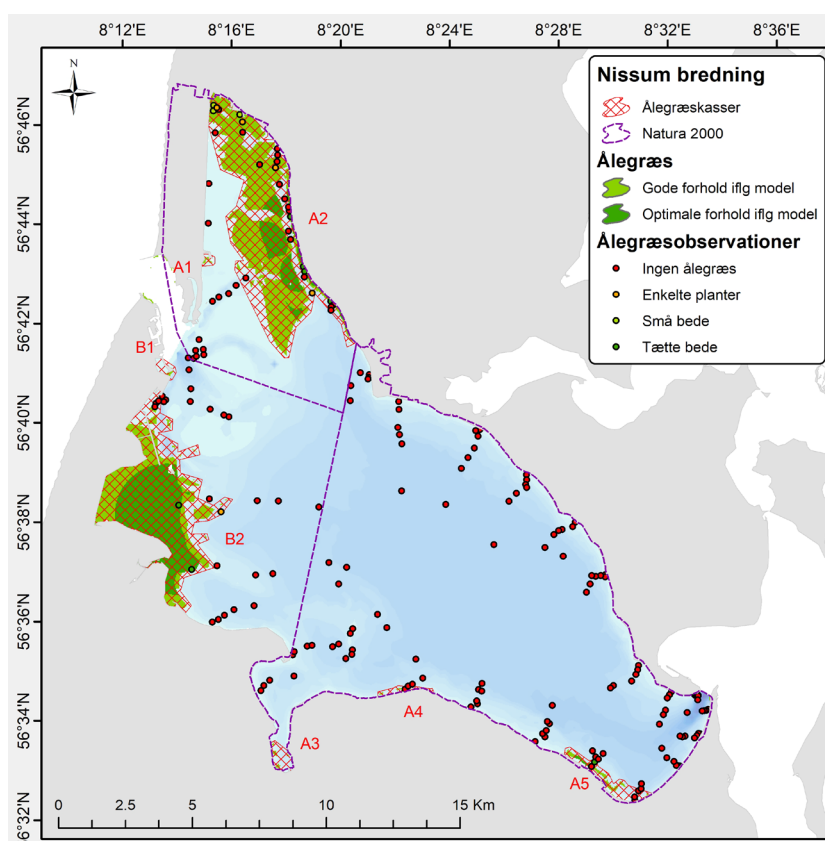 8°12'E 8°16'E 8°20'E 8°24'E 8°28'E 8°32'E 8°36'E
N
Nissum bredning
Ålegræskasser
Natura 2000
Ålegræs
Gode forhold iflg model
Optimale forhold iflg model
Ålegræsobservationer
Ingen ålegræs
Enkelte planter
Små bede
Tætte bede
56°46'N
56°44'N
56°42'N
56°40'N
56°38'N
56°36'N
56°34'N
56°32'N
A2
A1
B1
B2
A4
A3
A5
0 2.5 5 10 15 Km